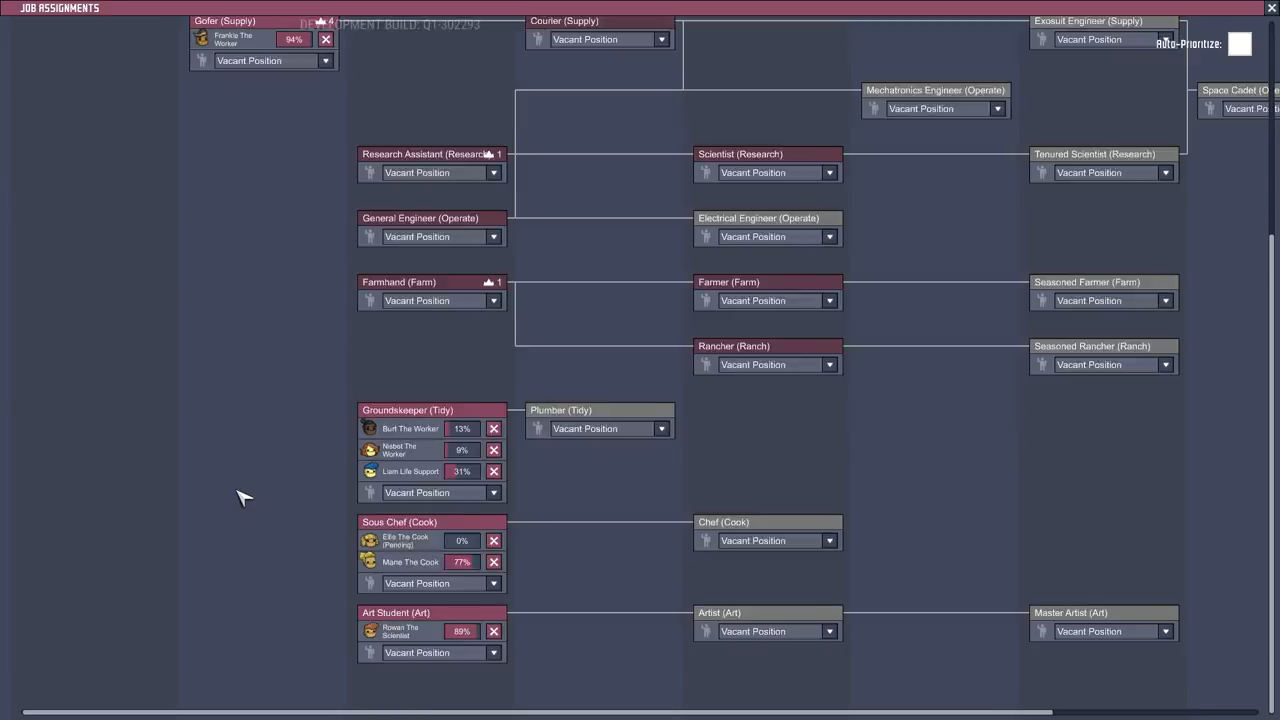 JOB ASSIGNMENTS
DEVELOPMENT BUILD: Q1-302293
Auto-Prioritize:
Gofer (Supply) 4
Frankie The
Worker
94%
Vacant Position
Courier (Supply)
Vacant Position
Exosuit Engineer (Supply)
Vacant Position
Mechatronics Engineer (Operate)
Vacant Position
Space Cadet
Vacant
Research Assistant 1
Vacant Position
Scientist (Research)
Vacant Position
Tenured Scientist (Research)
Vacant Position
General Engineer (Operate)
Vacant Position
Electrical Engineer (Operate)
Vacant Position
Farmhand (Farm) 1
Vacant Position
Farmer (Farm)
Vacant Position
Seasoned Farmer (Farm)
Vacant Position
Rancher (Ranch)
Vacant Position
Seasoned Rancher (Ranch)
Vacant Position
Groundskeeper (Tidy)
Burt The Worker 13%
Nisbet The
Worker
9%
Liam Life Support 31%
Vacant Position
Plumber (Tidy)
Vacant Position
Sous Chef (Cook)
Ellie The Cook
(Pending)
0%
Mane The Cook 77%
Vacant Position
Chef (Cook)
Vacant Position
Art Student (Art)
Rowan The
Scientist
89%
Vacant Position
Artist (Art)
Vacant Position
Master Artist (Art)
Vacant Position